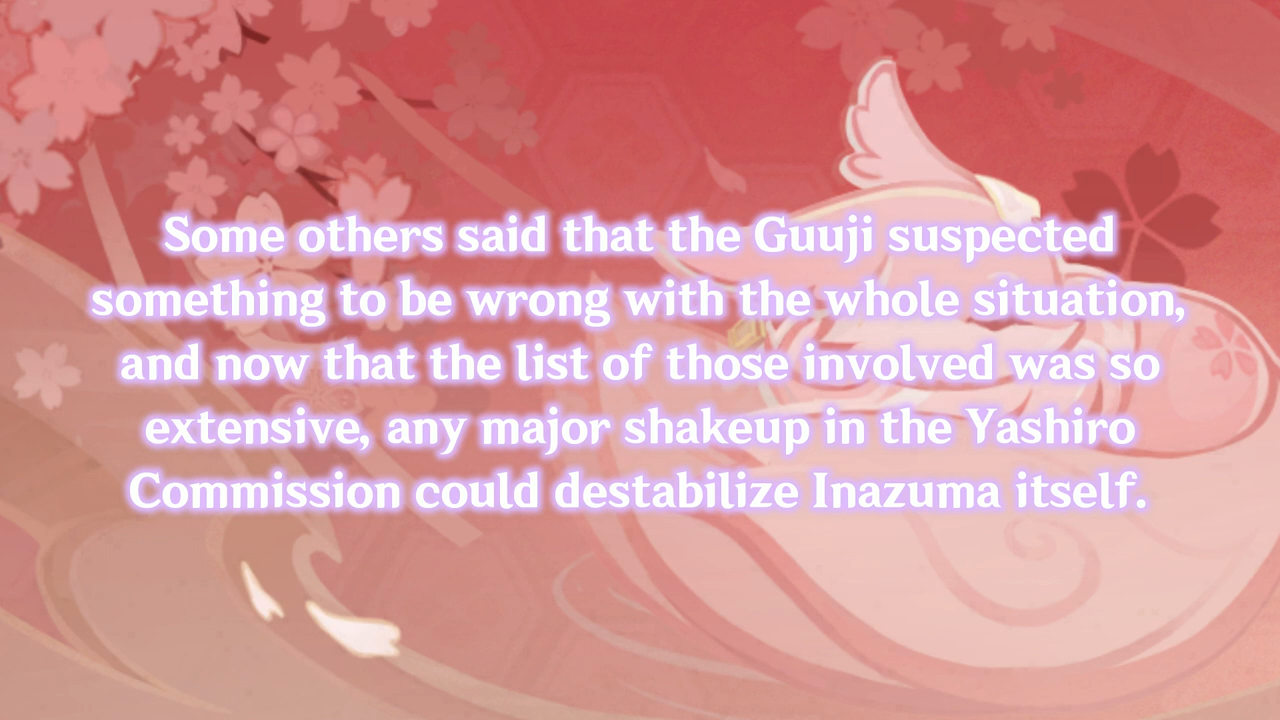 Some others said that the Guuji suspected
something to be wrong with the whole situation,
and now that the list of those involved was so
extensive, any major shakeup in the Yashiro
Commission could destabilize Inazuma itself.